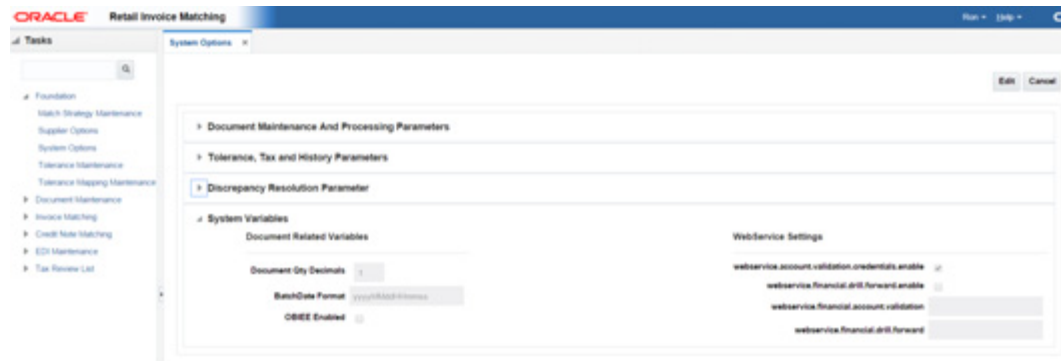 ORACLE Retail Invoice Matching
Run Help
Tasks
System Options ×
Edit Cancel
Foundation
Match Strategy Maintenance
Supplier Options
System Options
Tolerance Maintenance
Tolerance Mapping Maintenance
Document Maintenance
Invoice Matching
Credit Note Matching
EDI Maintenance
Tax Review List
Document Maintenance And Processing Parameters
Tolerance, Tax and History Parameters
Discrepancy Resolution Parameter
System Variables
Document Related Variables
Document Qty Decimals
BatchDate Format
OBIEE Enabled
WebService Settings
webservice.account.validation.credentials.enable
webservice.financial.drill.forward.enable
webservice.financial.account.validation
webservice.financial.drill.forward